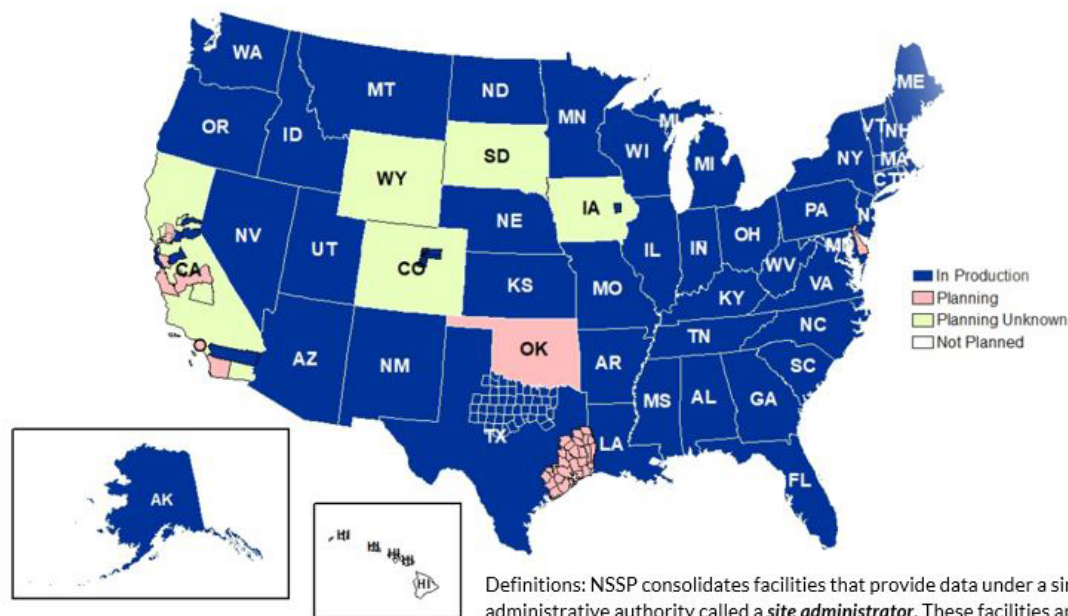 WA
MT
ND
MN
ME
OR
ID
SD
WI
MI
MI
VT
NH
NY
MA
CT
WY
IA
NE
PA
NV
UT
CO
IL
IN
OH
MD
WV
VA
CA
KS
MO
KY
In Production
Planning
Planning Unknown
Not Planned
AZ
NM
OK
AR
TN
NC
SC
MS
AL
GA
TX
LA
FL
AK
HI
HI
HI
HI
HI
Definitions: NSSP consolidates facilities that provide data under a
administrative authority called a site administrator. These facilities